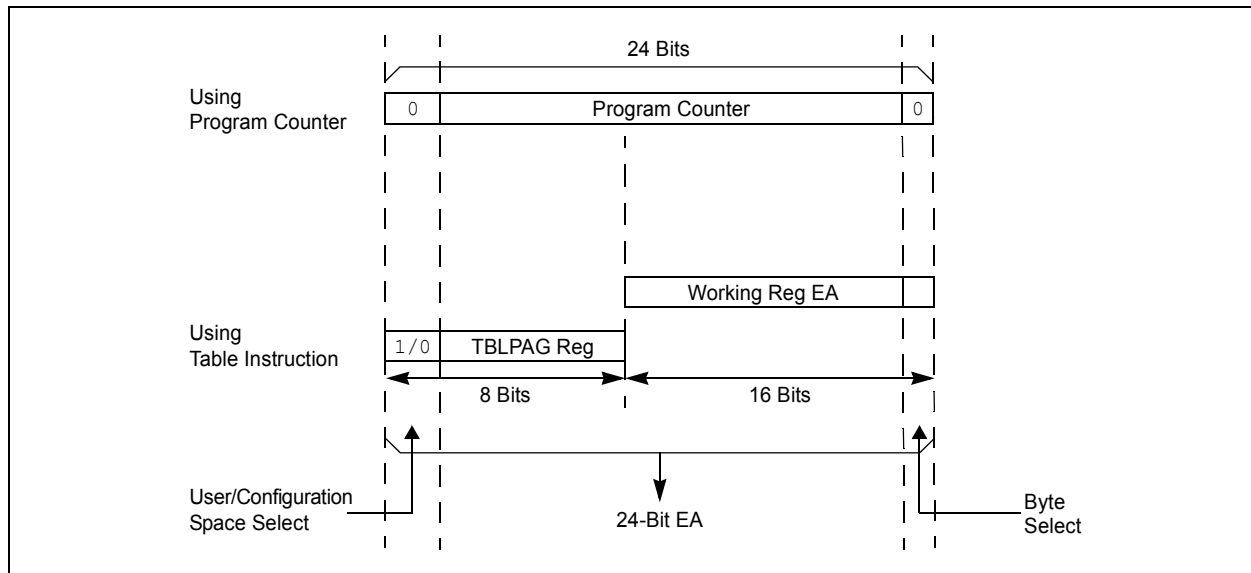 24 Bits
Using
Program Counter
0
Program Counter
0
Working Reg EA
Using
Table Instruction
1/0
TBLPAG Reg
8 Bits
16 Bits
User/Configuration
Space Select
24-Bit EA
Byte
Select